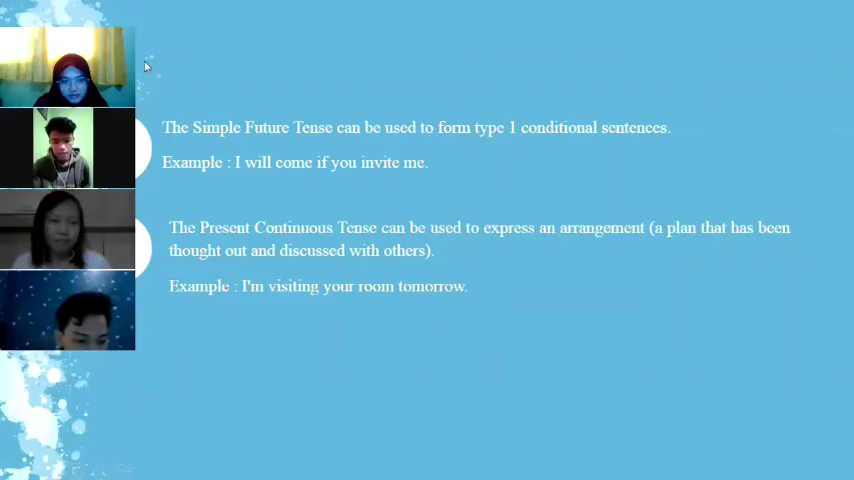 The Simple Future Tense can be used to form type 1 conditional sentences.
Example : I will come if you invite me.
The Present Continuous Tense can be used to express an arrangement (a plan that has been
thought out and discussed with others).
Example : I'm visiting your room tomorrow.